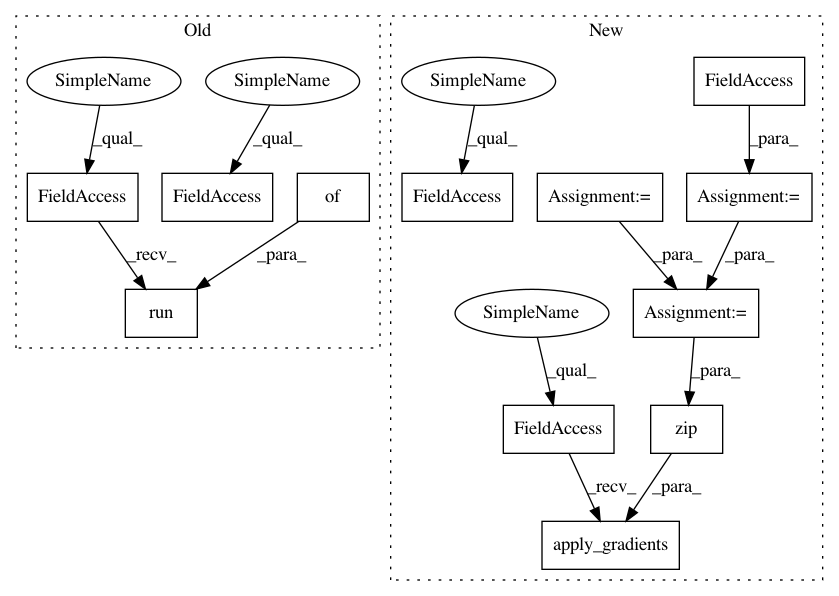 Old
New
SimpleName
SimpleName
SimpleName
FieldAccess
_qual_
_qual_
_qual_
_para_
FieldAccess
FieldAccess
of
FieldAccess
Assignment:=
Assignment:=
_recv_
_para_
_para_
_para_
run
SimpleName
Assignment:=
_qual_
_para_
FieldAccess
zip
_recv_
_para_
apply_gradients